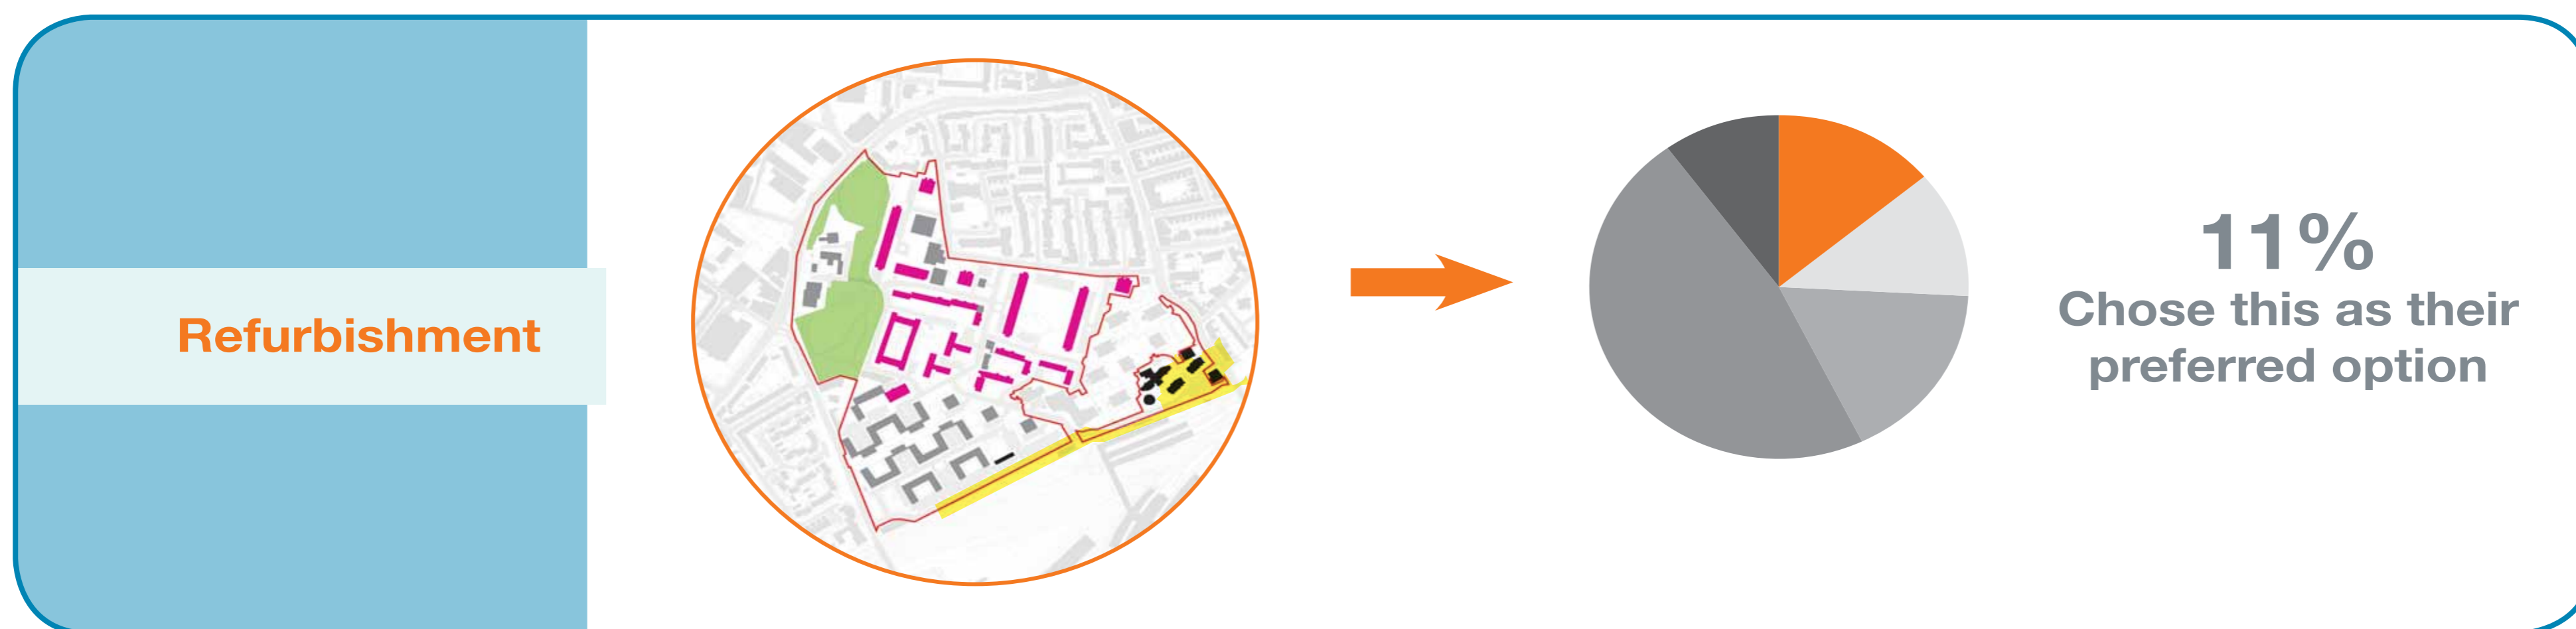 Refurbishment
11%
Chose this as their
preferred option